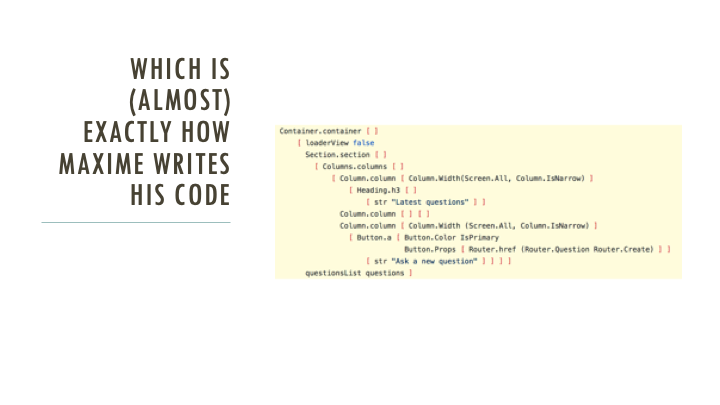 WHICH IS
(ALMOST)
EXACTLY HOW
MAXIME WRITES
HIS CODE
Container.container [ ]
[ loaderView false
Section.section [ ]
[ Columns.columns [ ]
[ Column.column [ Column.Width(Screen.All, Column.IsNarrow) ]
[ Heading.h3 [ ]
[ str "Latest questions" ] ]
Column.column [ ] [ ]
Column.column [ Column.Width (Screen.All, Column.IsNarrow) ]
[ Button.a [ Button.Color IsPrimary
Button.Props [ Router.href (Router.Question Router.Create) ] ]
[ str "Ask a new question" ] ] ] ]
questionsList questions ]